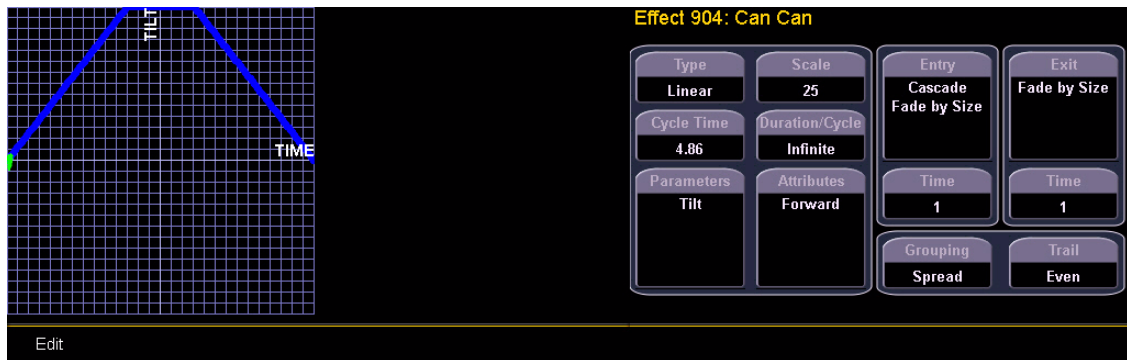 TILT
TIME
Effect 904: Can Can
Type
Linear
Scale
25
Entry
Cascade
Fade by Size
Exit
Fade by Size
Cycle Time
4.86
Duration/Cycle
Infinite
Parameters
Tilt
Attributes
Forward
Time
1
Time
1
Grouping
Spread
Trail
Even
Edit